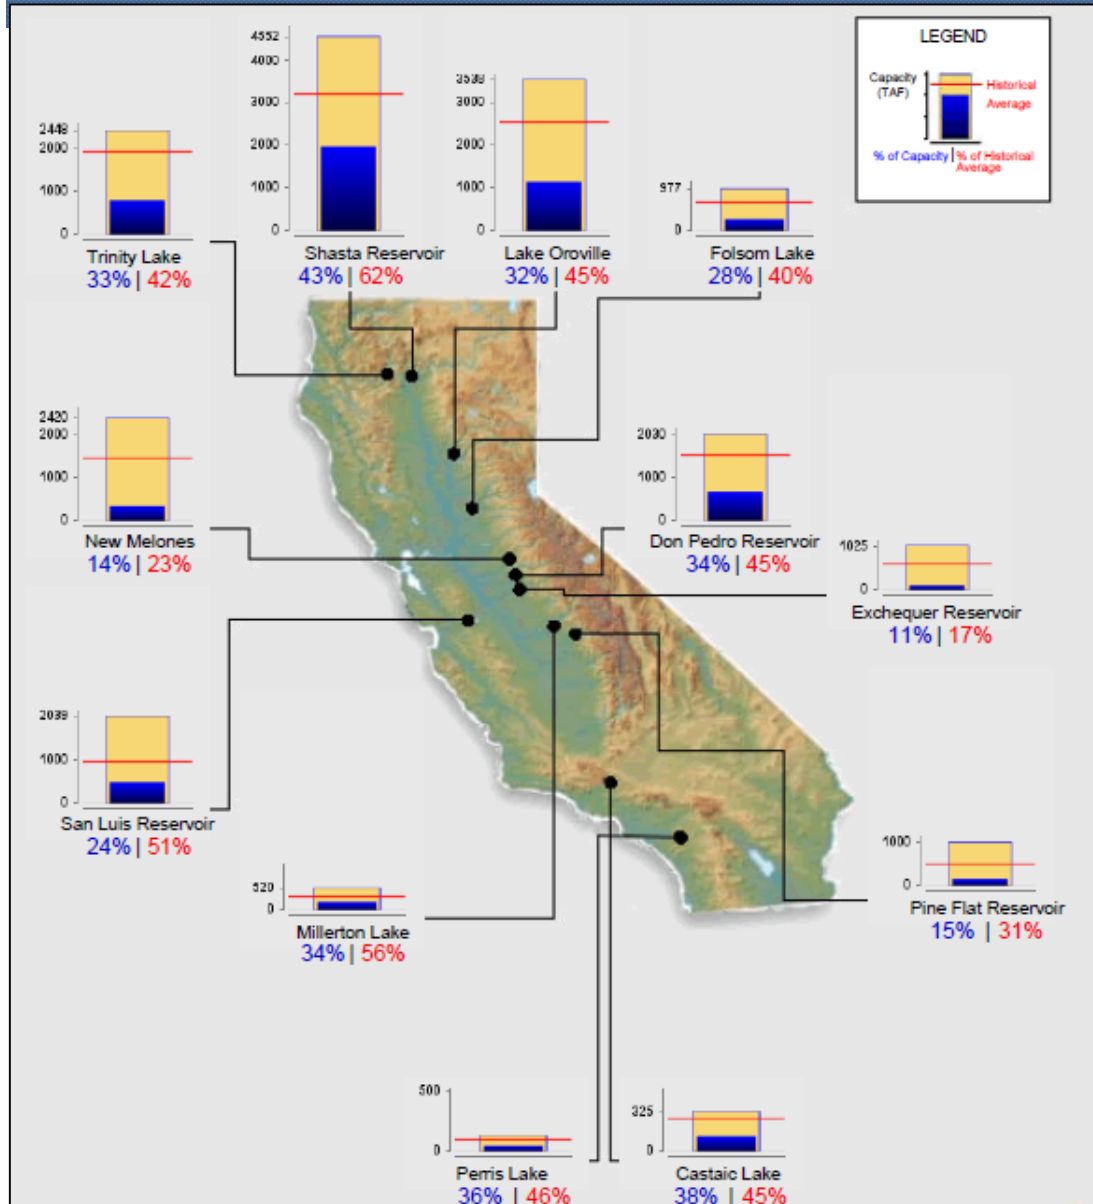 LEGEND
Capacity
(TAF)
Historical
Average
% of Capacity | % of Historical
Average
4552
4000
3000
2000
1000
0
Shasta Reservoir
43% | 62%
3538
3000
2000
1000
0
Lake Oroville
32% | 45%
2448
2000
1000
0
Trinity Lake
33% | 42%
977
0
Folsom Lake
28% | 40%
2420
2000
1000
0
New Melones
14% | 23%
2030
1000
0
Don Pedro Reservoir
34% | 45%
1025
0
Exchequer Reservoir
11% | 17%
2039
1000
0
San Luis Reservoir
24% | 51%
520
0
Millerton Lake
34% | 56%
1000
0
Pine Flat Reservoir
15% | 31%
500
0
Perris Lake
36% | 46%
325
0
Castaic Lake
38% | 45%